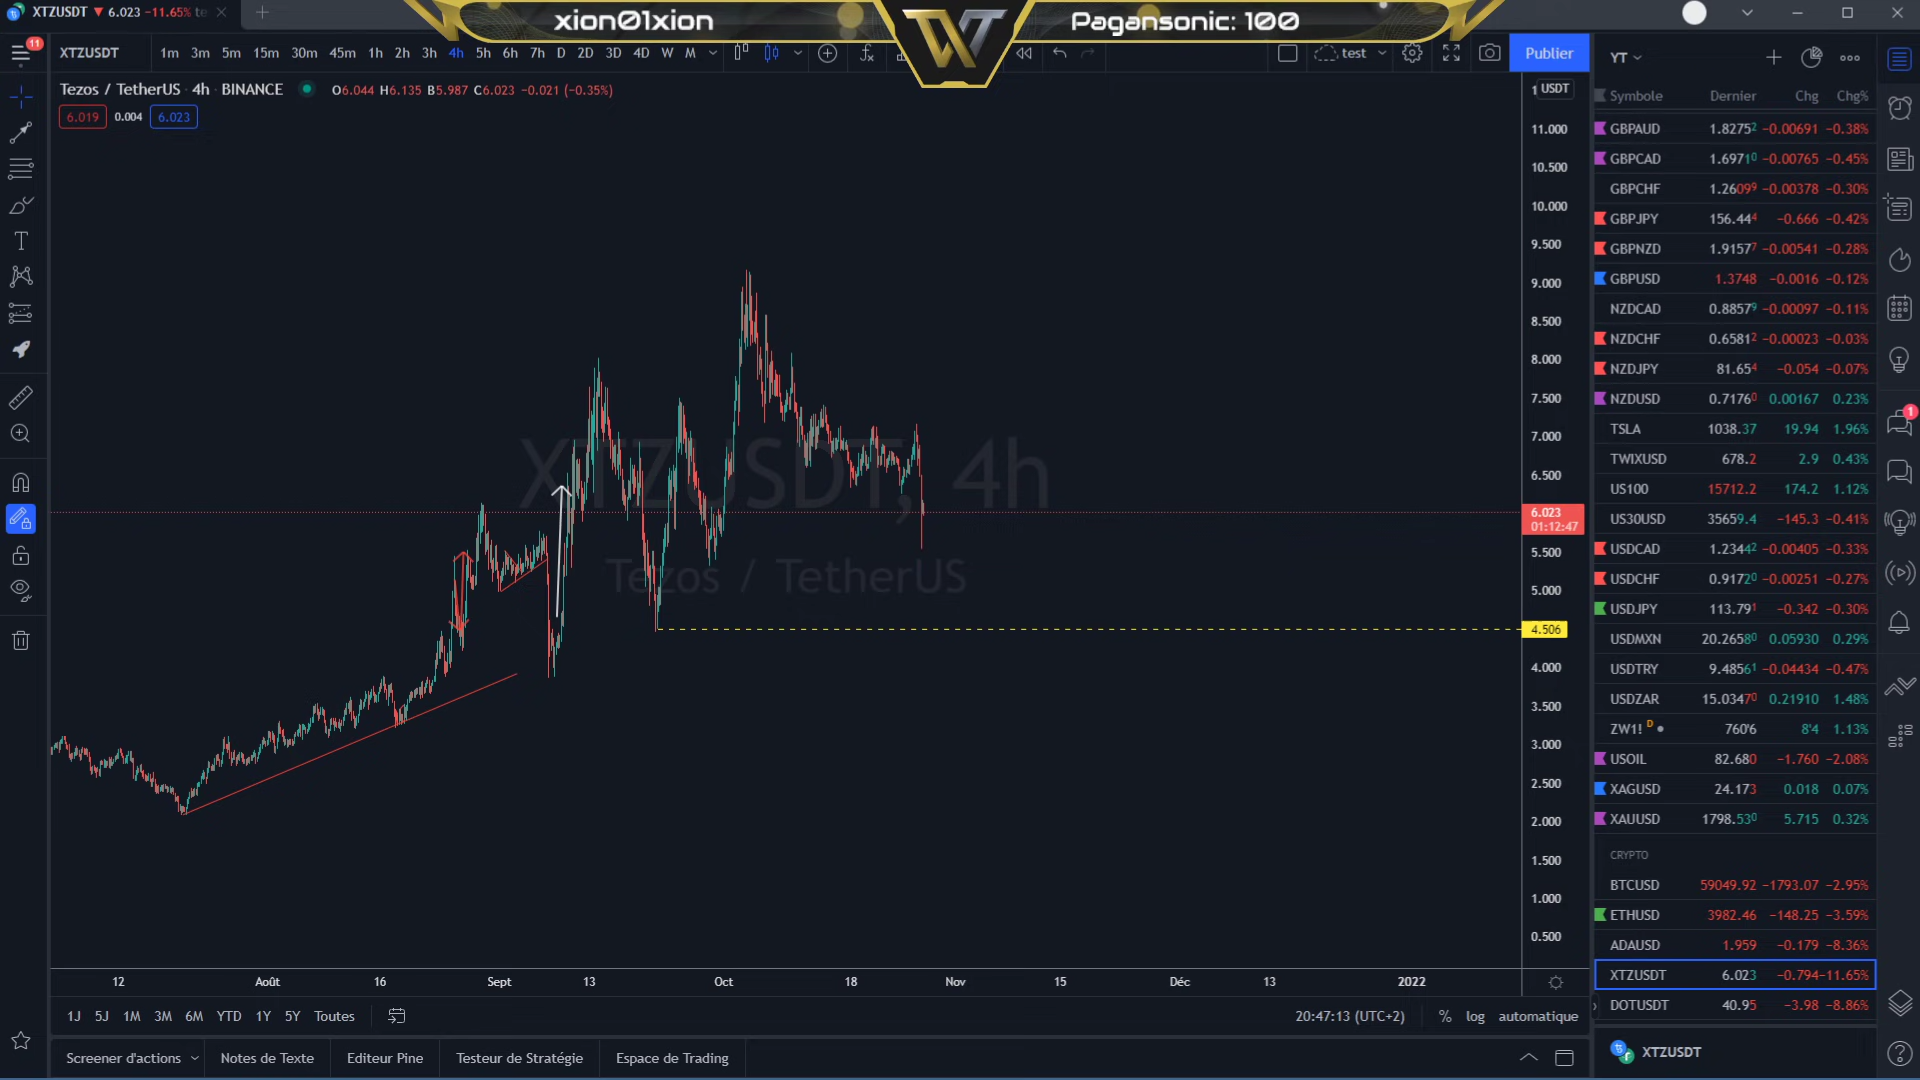 XTZUSDT ▼ 6.023 −11.65% te
xion01xion
Pagansonic: 100
11
XTZUSDT 1m 3m 5m 15m 30m 45m 1h 2h 3h 4h 5h 6h 7h D 2D 3D 4D W M
test
Publier
YT
Tezos / TetherUS · 4h · BINANCE O6.044 H6.135 B5.987 C6.023 −0.021 (−0.35%)
USDT
6.019 0.004 6.023
Symbole Dernier Chg Chg%
GBPAUD 1.82752 −0.00691 −0.38%
GBPCAD 1.69710 −0.00765 −0.45%
GBPCHF 1.26099 −0.00378 −0.30%
GBPJPY 156.444 −0.666 −0.42%
GBPNZD 1.91577 −0.00541 −0.28%
GBPUSD 1.3748 −0.0016 −0.12%
NZDCAD 0.88579 −0.00097 −0.11%
NZDCHF 0.65812 −0.00023 −0.03%
NZDJPY 81.654 −0.054 −0.07%
NZDUSD 0.71760 0.00167 0.23%
TSLA 1038.37 19.94 1.96%
TWIXUSD 678.2 2.9 0.43%
US100 15712.2 174.2 1.12%
US30USD 35659.4 −145.3 −0.41%
USDCAD 1.23442 −0.00405 −0.33%
USDCHF 0.91720 −0.00251 −0.27%
USDJPY 113.791 −0.342 −0.30%
USDMXN 20.26580 0.05930 0.29%
USDTRY 9.48561 −0.04434 −0.47%
USDZAR 15.03470 0.21910 1.48%
ZW1! D 760'6 8'4 1.13%
USOIL 82.680 −1.760 −2.08%
XAGUSD 24.173 0.018 0.07%
XAUUSD 1798.530 5.715 0.32%
CRYPTO
BTCUSD 59049.92 −1793.07 −2.95%
ETHUSD 3982.46 −148.25 −3.59%
ADAUSD 1.959 −0.179 −8.36%
XTZUSDT 6.023 −0.794 −11.65%
DOTUSDT 40.95 −3.98 −8.86%
XTZUSDT
1
11.000
10.500
10.000
9.500
9.000
8.500
8.000
7.500
7.000
6.500
6.023
01:12:47
5.500
5.000
4.506
4.000
3.500
3.000
2.500
2.000
1.500
1.000
0.500
XTZUSDT, 4h
Tezos / TetherUS
12 Août 16 Sept 13 Oct 18 Nov 15 Déc 13 2022
1J 5J 1M 3M 6M YTD 1Y 5Y Toutes
20:47:13 (UTC+2) % log automatique
Screener d'actions Notes de Texte Editeur Pine Testeur de Stratégie Espace de Trading